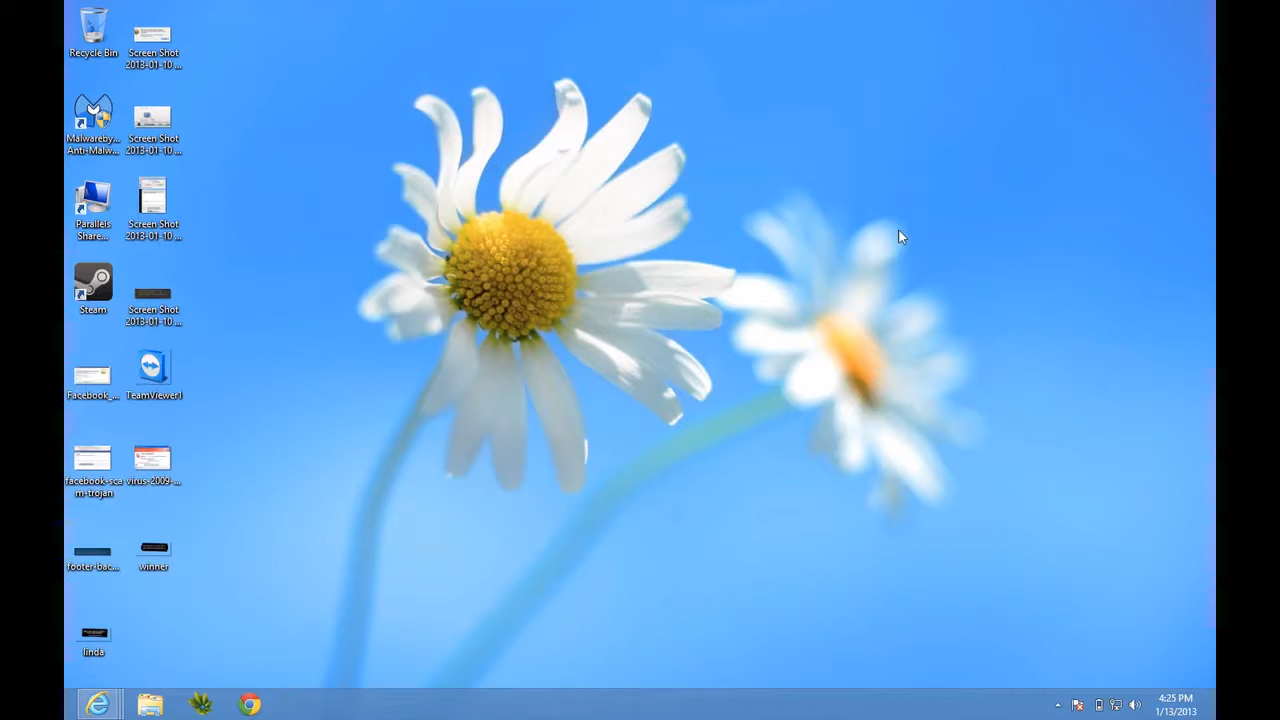 Recycle Bin
Screen Shot
2013-01-10 ...
Malwareby...
Anti-Malw...
Screen Shot
2013-01-10 ...
Parallels
Share...
Screen Shot
2013-01-10 ...
Steam
Screen Shot
2013-01-10 ...
Facebook_...
TeamViewer1
facebook-sca
m-trojan
virus-2009-...
footer-bac...
winner
linda
4:25 PM
1/13/2013